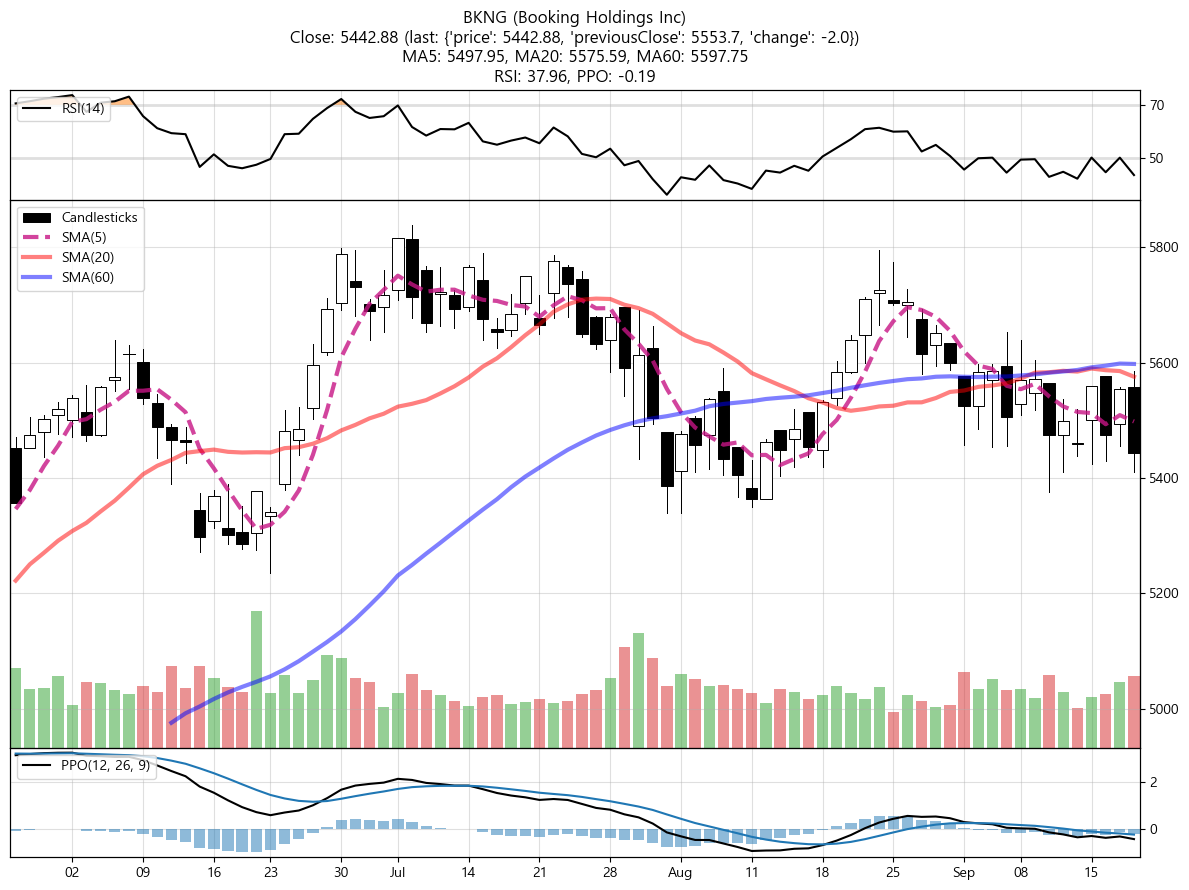 BKNG (Booking Holdings Inc)
Close: 5442.88 (last: {'price': 5442.88, 'previousClose': 5553.7, 'change': -2.0})
MA5: 5497.95, MA20: 5575.59, MA60: 5597.75
RSI: 37.96, PPO: -0.19
RSI(14)
70
50
Candlesticks
SMA(5)
SMA(20)
SMA(60)
5800
5600
5400
5200
5000
PPO(12, 26, 9)
2
0
02 09 16 23 30 Jul 14 21 28 Aug 11 18 25 Sep 08 15